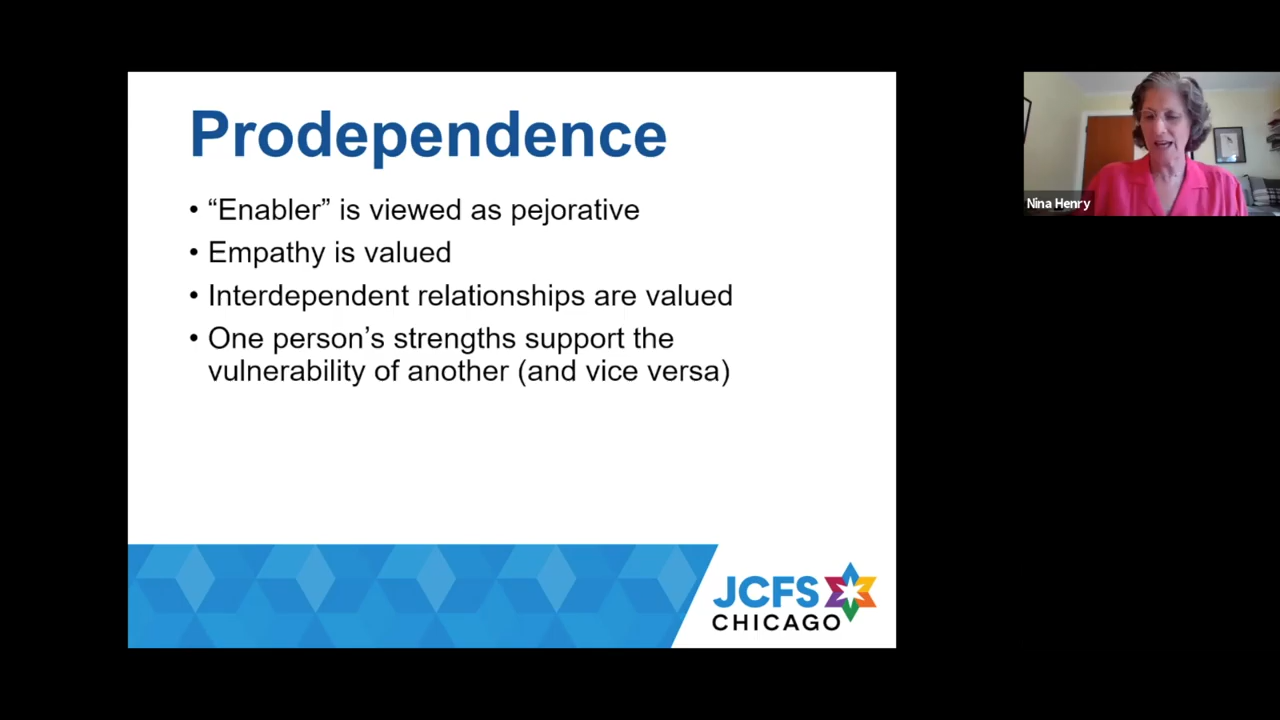 Prodependence
• “Enabler” is viewed as pejorative
• Empathy is valued
• Interdependent relationships are valued
• One person’s strengths support the
vulnerability of another (and vice versa)
JCFS
CHICAGO
Nina Henry